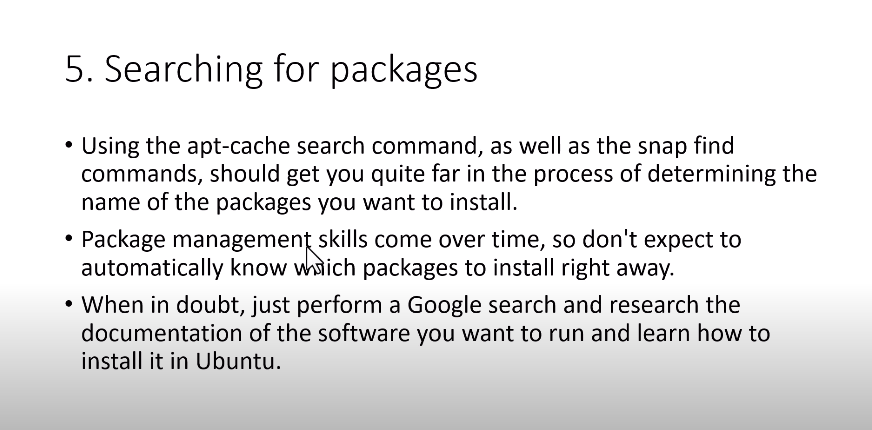 5. Searching for packages
• Using the apt-cache search command, as well as the snap find
commands, should get you quite far in the process of determining the
name of the packages you want to install.
• Package management skills come over time, so don't expect to
automatically know which packages to install right away.
• When in doubt, just perform a Google search and research the
documentation of the software you want to run and learn how to
install it in Ubuntu.